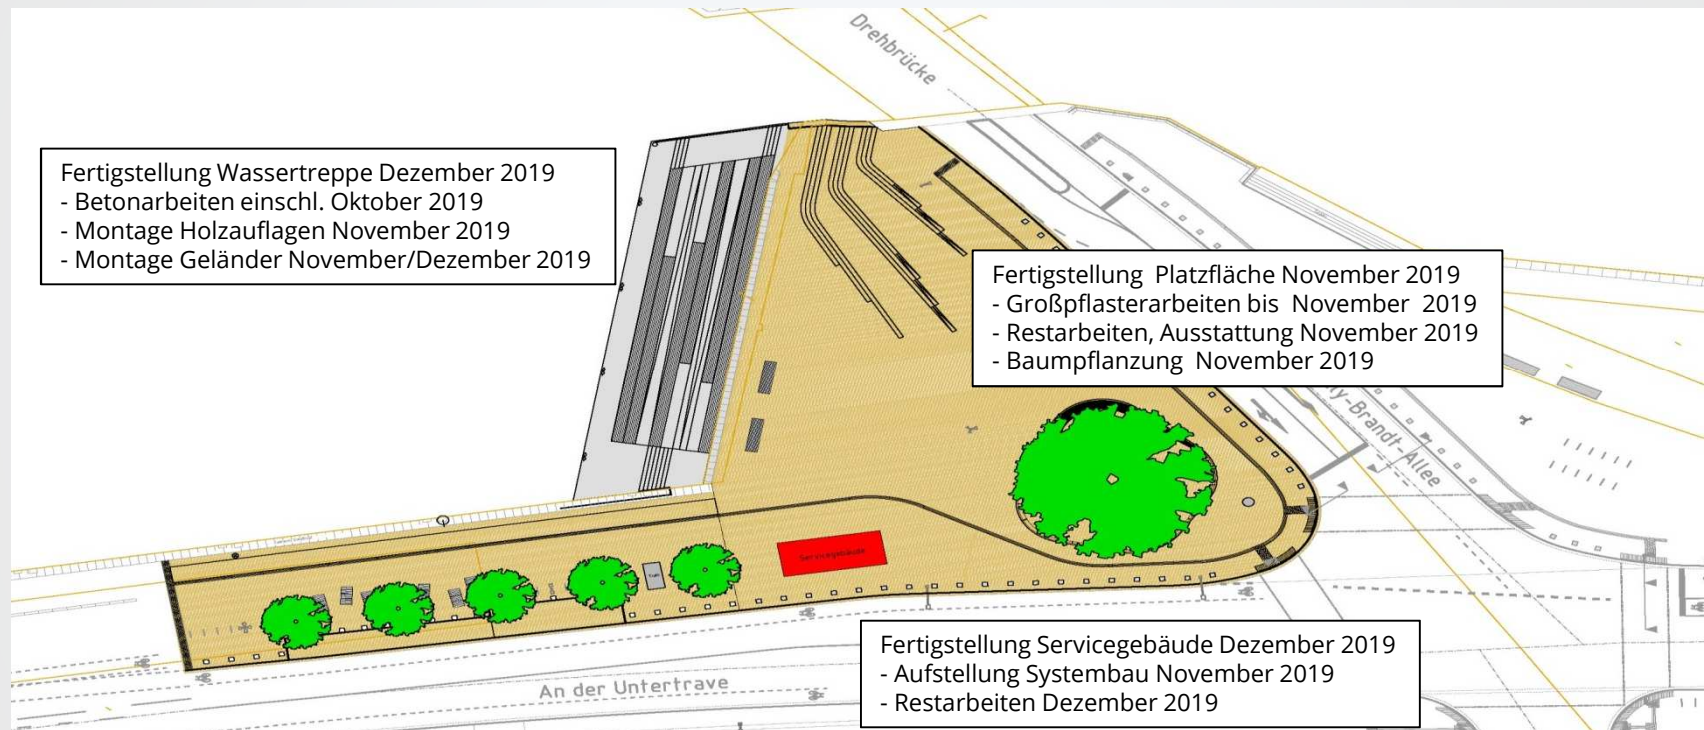 Drehbrücke
Fertigstellung Wassertreppe Dezember 2019
- Betonarbeiten einschl. Oktober 2019
- Montage Holzauflagen November 2019
- Montage Geländer November/Dezember 2019
Fertigstellung Platzfläche November 2019
- Großpflasterarbeiten bis November 2019
- Restarbeiten, Ausstattung November 2019
- Baumpflanzung November 2019
ly-Brandt-Allee
Servicegebäude
Fertigstellung Servicegebäude Dezember 2019
- Aufstellung Systembau November 2019
- Restarbeiten Dezember 2019
An der Untertrave